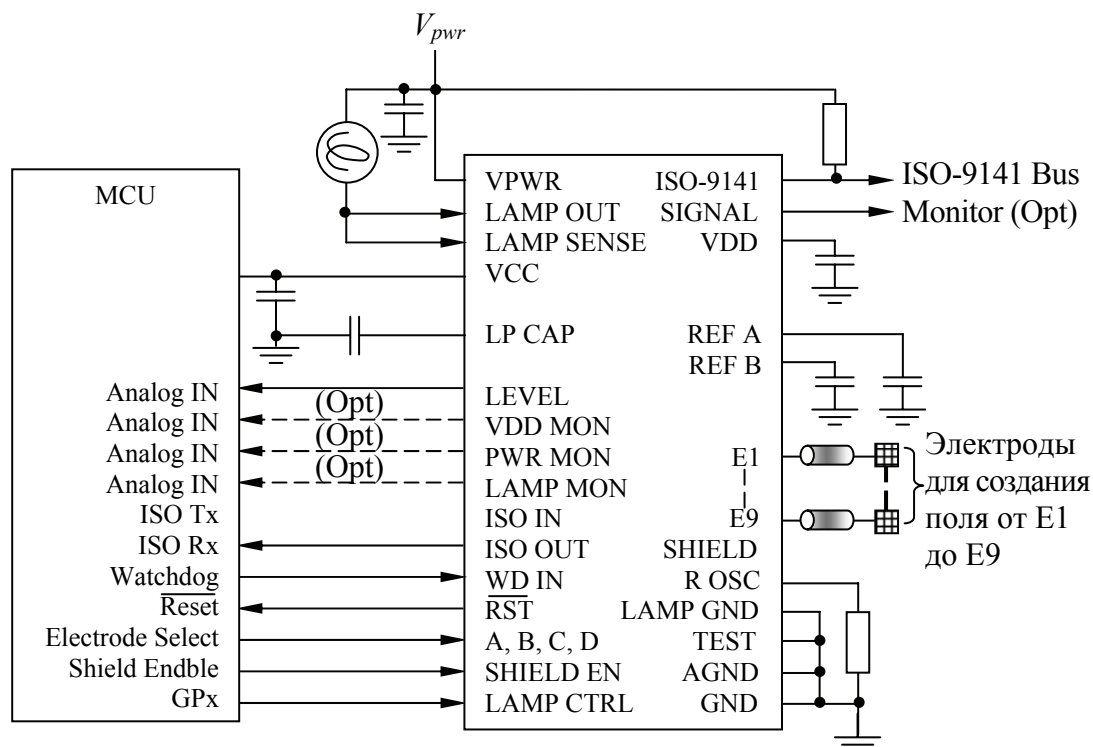 Vpwr
MCU
Analog IN
Analog IN
Analog IN
Analog IN
ISO Tx
ISO Rx
Watchdog
Reset
Electrode Select
Shield Endble
GPx
(Opt)
(Opt)
(Opt)
VPWR
LAMP OUT
LAMP SENSE
VCC
LP CAP
LEVEL
VDD MON
PWR MON
LAMP MON
ISO IN
ISO OUT
WD IN
RST
A, B, C, D
SHIELD EN
LAMP CTRL
ISO-9141
SIGNAL
VDD
REF A
REF B
E1
E9
SHIELD
R OSC
LAMP GND
TEST
AGND
GND
ISO-9141 Bus
Monitor (Opt)
Электроды
для создания
поля от E1
до E9